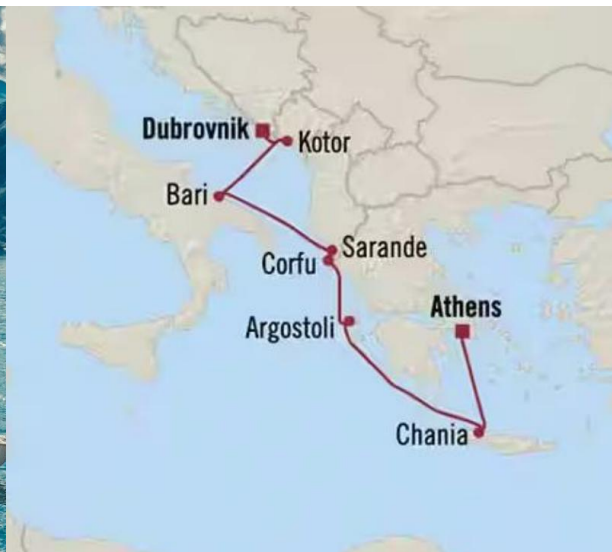 Dubrovnik
Kotor
Bari
Sarande
Corfu
Athens
Argostoli
Chania